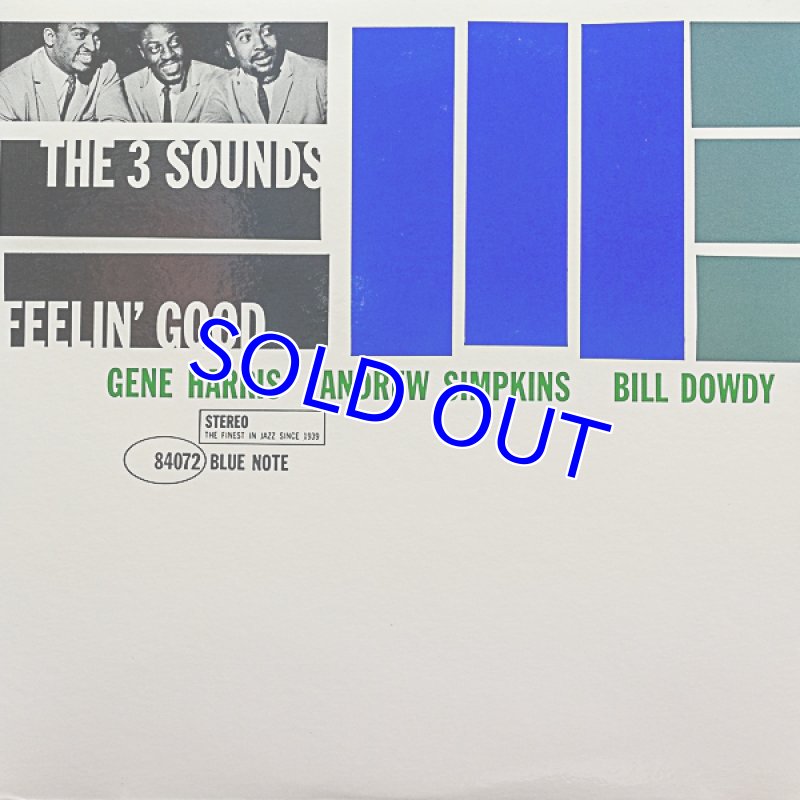 THE 3 SOUNDS
FEELIN' GOOD
GENE HARRIS ANDREW SIMPKINS BILL DOWDY
STEREO
THE FINEST IN JAZZ SINCE 1939
84072 BLUE NOTE
SOLD OUT